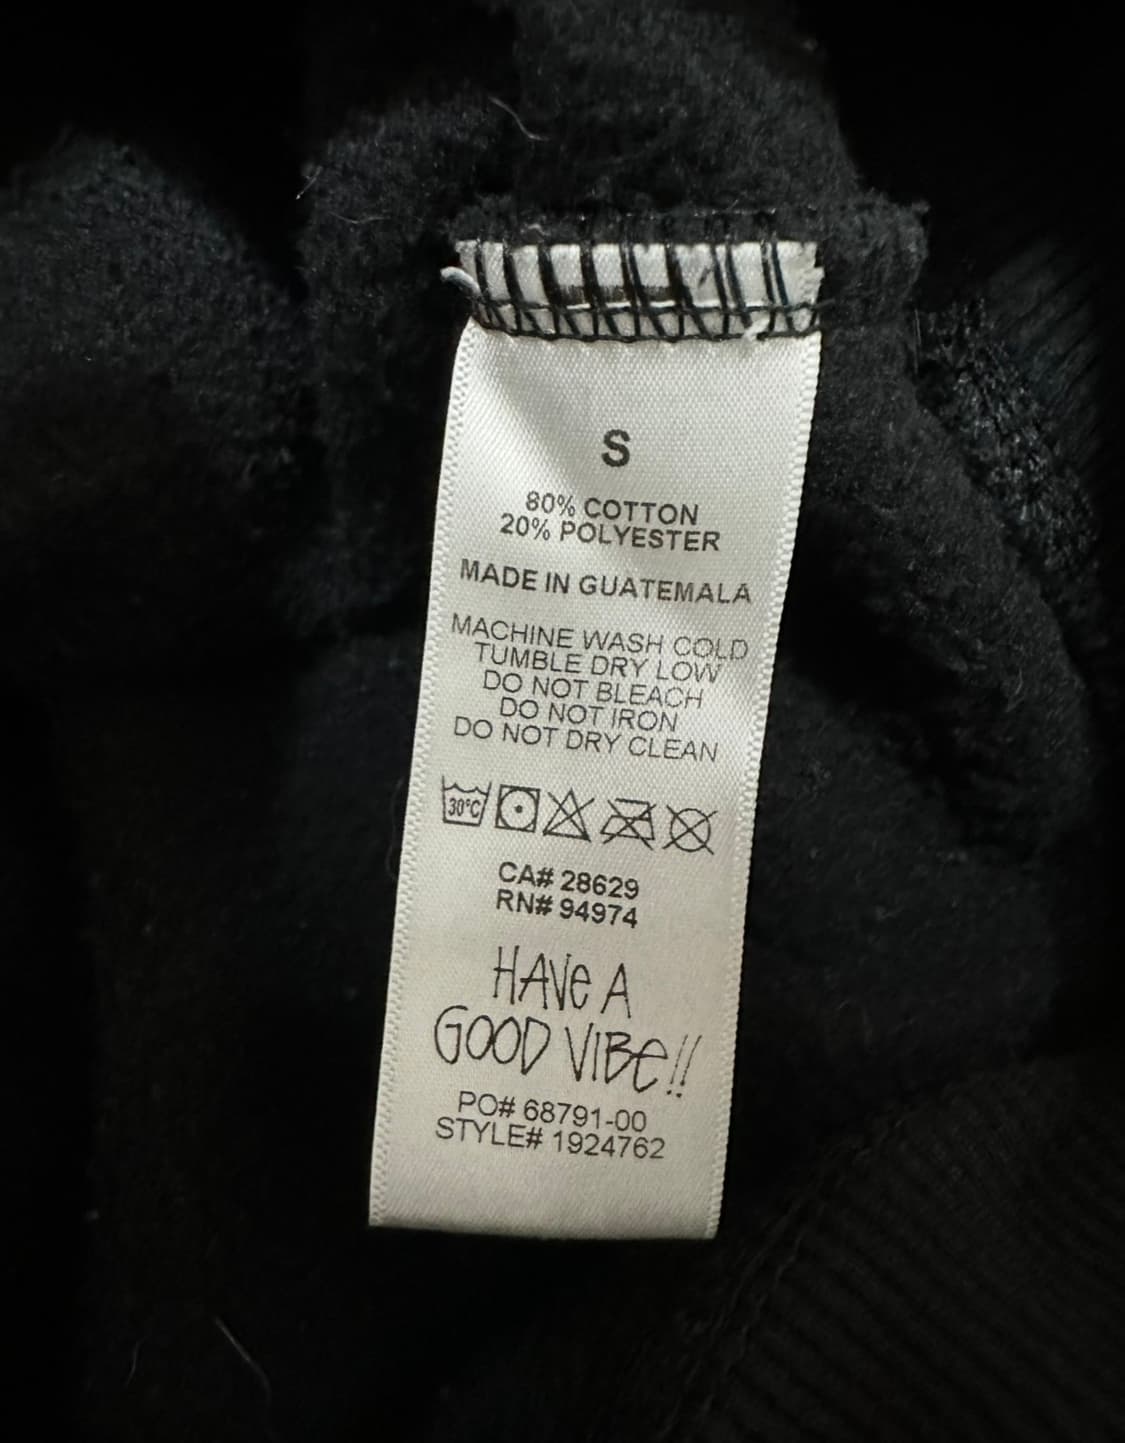 S
80% COTTON
20% POLYESTER
MADE IN GUATEMALA
MACHINE WASH COLD
TUMBLE DRY LOW
DO NOT BLEACH
DO NOT IRON
DO NOT DRY CLEAN
30°C
CA# 28629
RN# 94974
HAVe A
GOOD VIBe!!
PO# 68791-00
STYLE# 1924762